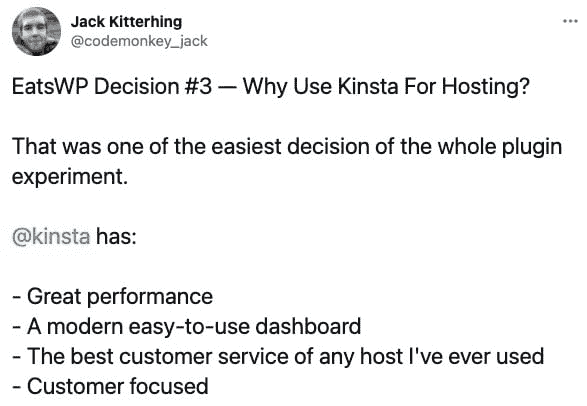 Jack Kitterhing
@codemonkey_jack
EatsWP Decision #3 — Why Use Kinsta For Hosting?
That was one of the easiest decision of the whole plugin
experiment.
@kinsta has:
- Great performance
- A modern easy-to-use dashboard
- The best customer service of any host I've ever used
- Customer focused